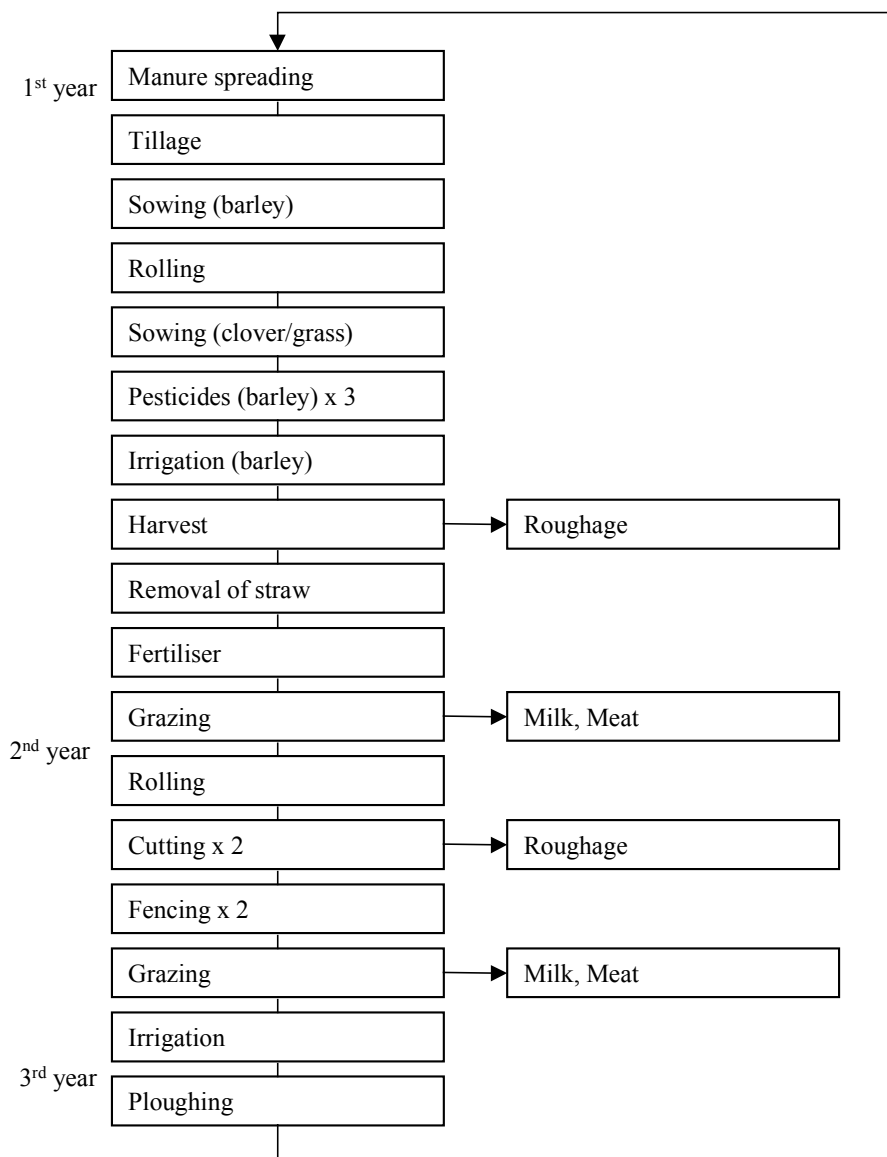 1st year
Manure spreading
Tillage
Sowing (barley)
Rolling
Sowing (clover/grass)
Pesticides (barley) x 3
Irrigation (barley)
Harvest
Roughage
Removal of straw
Fertiliser
Grazing
Milk, Meat
2nd year
Rolling
Cutting x 2
Roughage
Fencing x 2
Grazing
Milk, Meat
Irrigation
3rd year
Ploughing